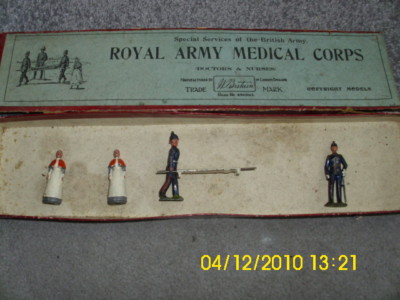 Special Services of the British Army.
ROYAL ARMY MEDICAL CORPS
DOCTORS & NURSES.
TRADE W. Britain MARK. COPYRIGHT MODELS
04/12/2010 13:21